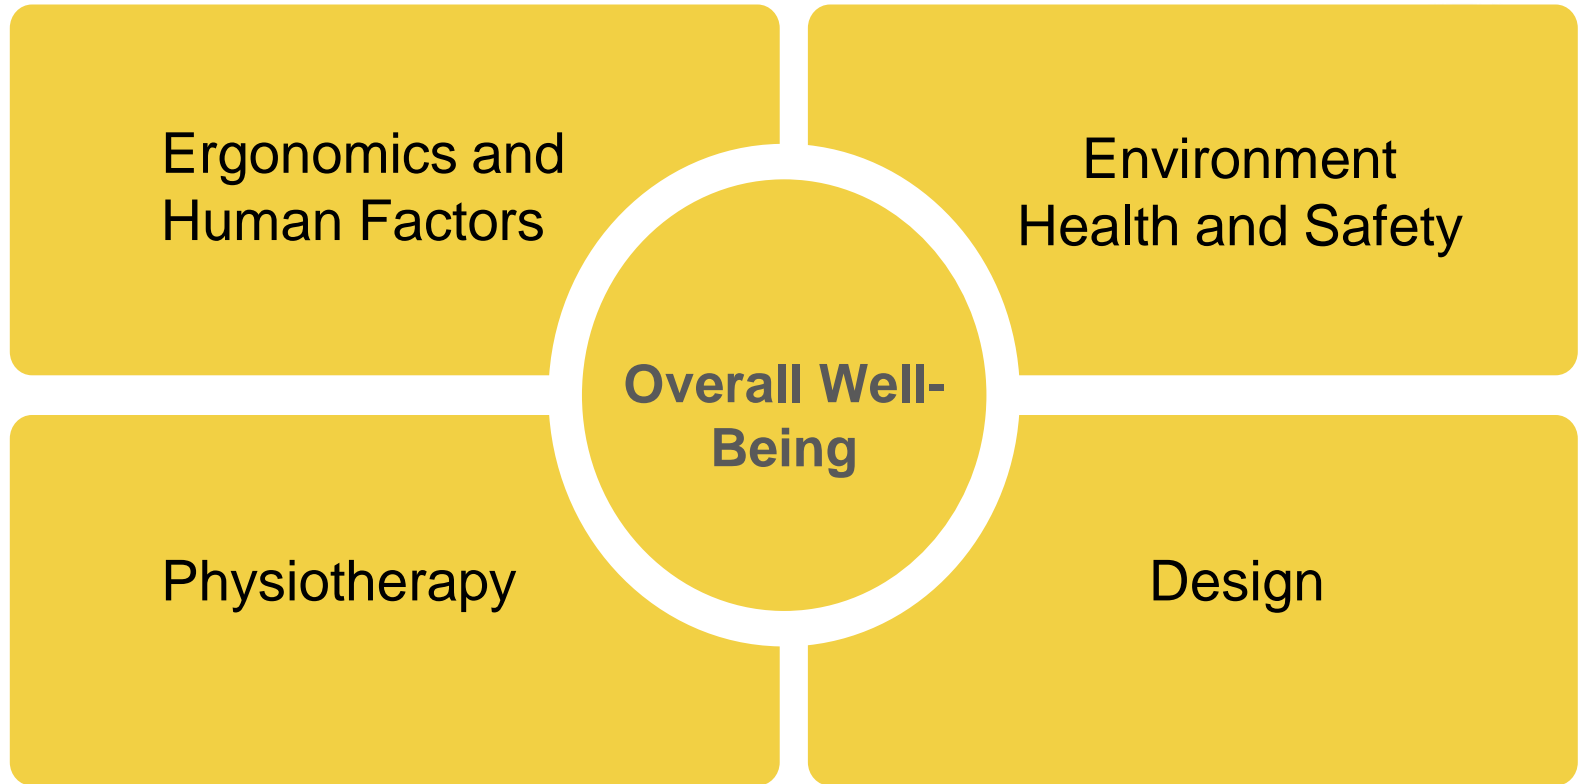 Ergonomics and
Human Factors
Environment
Health and Safety
Overall Well-
Being
Physiotherapy
Design